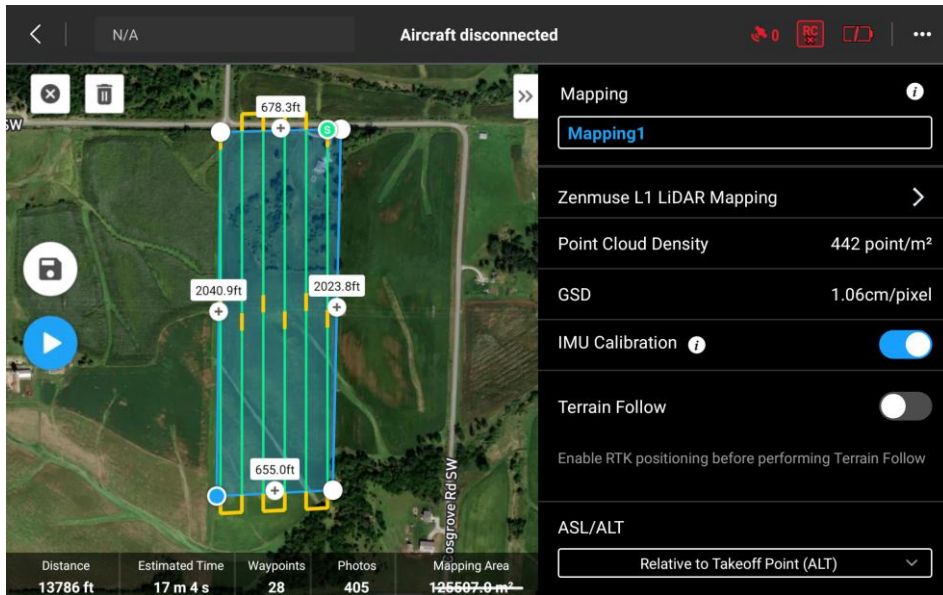 N/A
Aircraft disconnected
0
RC
SW
678.3ft
S
2040.9ft
2023.8ft
655.0ft
Cosgrove Rd SW
Distance
Estimated Time
Waypoints
Photos
Mapping Area
13786 ft
17 m 4 s
28
405
125507.0 m²
Mapping
Mapping1
Zenmuse L1 LiDAR Mapping
Point Cloud Density
442 point/m²
GSD
1.06cm/pixel
IMU Calibration
Terrain Follow
Enable RTK positioning before performing Terrain Follow
ASL/ALT
Relative to Takeoff Point (ALT)